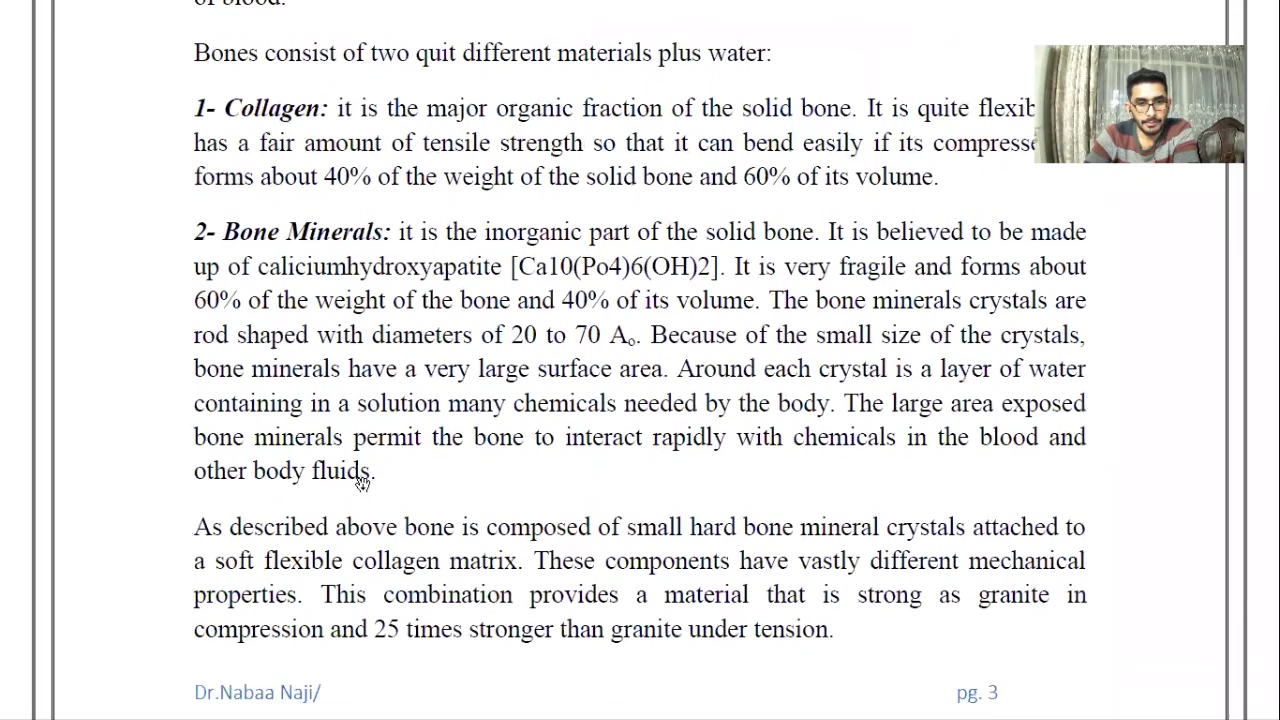 of blood.
Bones consist of two quit different materials plus water:
1- Collagen: it is the major organic fraction of the solid bone. It is quite
has a fair amount of tensile strength so that it can bend easily if its
forms about 40% of the weight of the solid bone and 60% of its volume.
2- Bone Minerals: it is the inorganic part of the solid bone. It is believed to be made
up of caliciumhydroxyapatite [Ca10(Po4)6(OH)2]. It is very fragile and forms about
60% of the weight of the bone and 40% of its volume. The bone minerals crystals are
rod shaped with diameters of 20 to 70 Aₒ. Because of the small size of the crystals,
bone minerals have a very large surface area. Around each crystal is a layer of water
containing in a solution many chemicals needed by the body. The large area exposed
bone minerals permit the bone to interact rapidly with chemicals in the blood and
other body fluids.
As described above bone is composed of small hard bone mineral crystals attached to
a soft flexible collagen matrix. These components have vastly different mechanical
properties. This combination provides a material that is strong as granite in
compression and 25 times stronger than granite under tension.
Dr.Nabaa Naji/ pg. 3